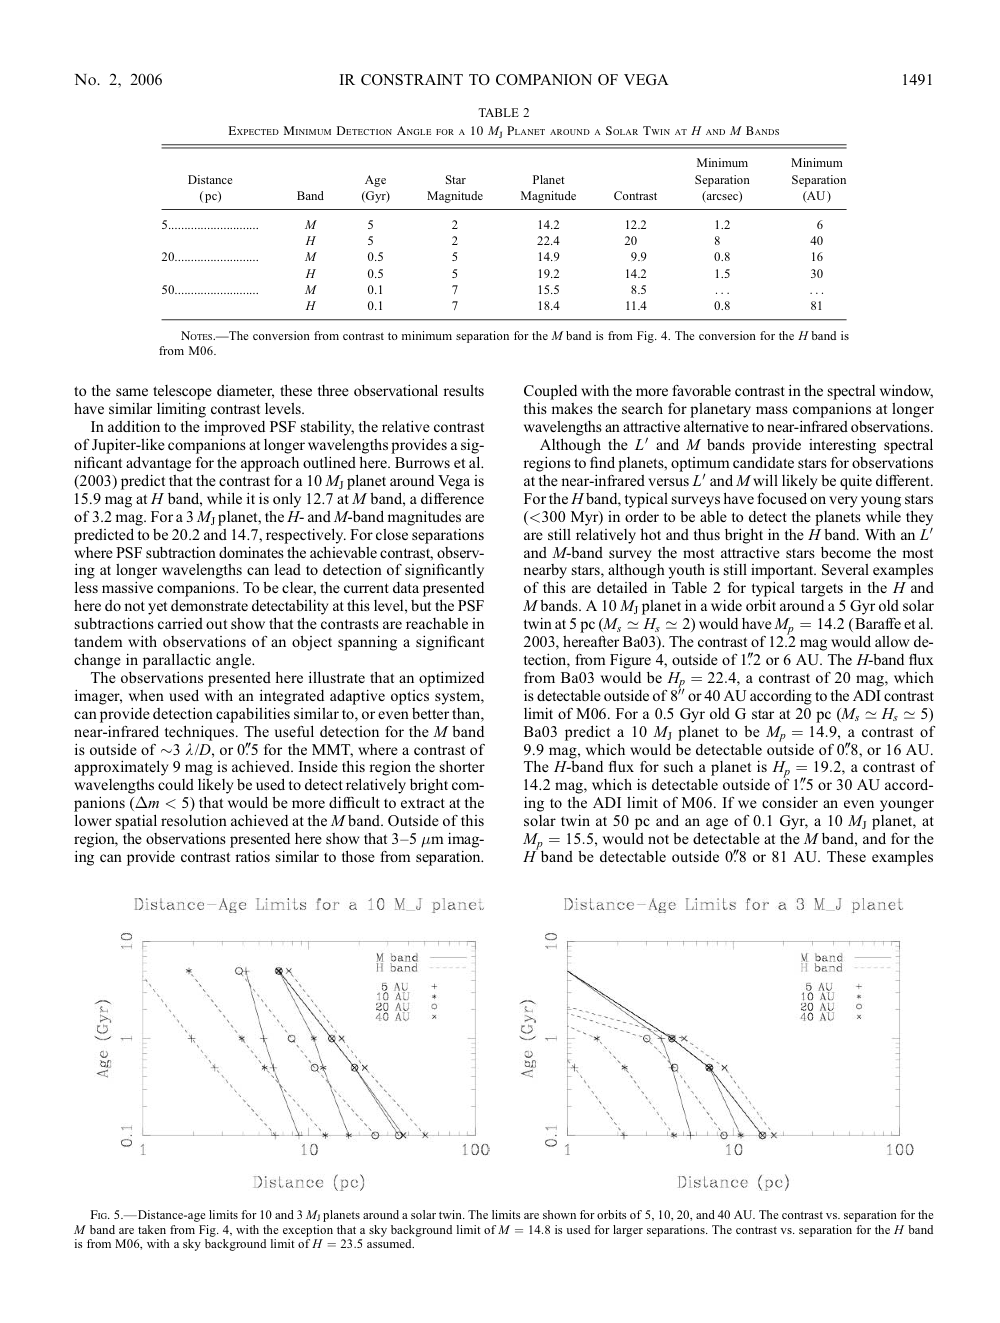 No. 2, 2006 IR CONSTRAINT TO COMPANION OF VEGA 1491
TABLE 2
Expected Minimum Detection Angle for a 10 MJ Planet around a Solar Twin at H and M Bands
Distance (pc) Band Age (Gyr) Star Magnitude Planet Magnitude Contrast Minimum Separation (arcsec) Minimum Separation (AU)
5............................ M 5 2 14.2 12.2 1.2 6
H 5 2 22.4 20 8 40
20.......................... M 0.5 5 14.9 9.9 0.8 16
H 0.5 5 19.2 14.2 1.5 30
50.......................... M 0.1 7 15.5 8.5 ... ...
H 0.1 7 18.4 11.4 0.8 81
Notes.—The conversion from contrast to minimum separation for the M band is from Fig. 4. The conversion for the H band is
from M06.
to the same telescope diameter, these three observational results
have similar limiting contrast levels.
In addition to the improved PSF stability, the relative contrast
of Jupiter-like companions at longer wavelengths provides a sig-
nificant advantage for the approach outlined here. Burrows et al.
(2003) predict that the contrast for a 10 MJ planet around Vega is
15.9 mag at H band, while it is only 12.7 at M band, a difference
of 3.2 mag. For a 3 MJ planet, the H- and M-band magnitudes are
predicted to be 20.2 and 14.7, respectively. For close separations
where PSF subtraction dominates the achievable contrast, observ-
ing at longer wavelengths can lead to detection of significantly
less massive companions. To be clear, the current data presented
here do not yet demonstrate detectability at this level, but the PSF
subtractions carried out show that the contrasts are reachable in
tandem with observations of an object spanning a significant
change in parallactic angle.
The observations presented here illustrate that an optimized
imager, when used with an integrated adaptive optics system,
can provide detection capabilities similar to, or even better than,
near-infrared techniques. The useful detection for the M band
is outside of ∼3 λ/D, or 0.″5 for the MMT, where a contrast of
approximately 9 mag is achieved. Inside this region the shorter
wavelengths could likely be used to detect relatively bright com-
panions (Δm < 5) that would be more difficult to extract at the
lower spatial resolution achieved at the M band. Outside of this
region, the observations presented here show that 3–5 μm imag-
ing can provide contrast ratios similar to those from separation.
Coupled with the more favorable contrast in the spectral window,
this makes the search for planetary mass companions at longer
wavelengths an attractive alternative to near-infrared observations.
Although the L′ and M bands provide interesting spectral
regions to find planets, optimum candidate stars for observations
at the near-infrared versus L′ and M will likely be quite different.
For the H band, typical surveys have focused on very young stars
(<300 Myr) in order to be able to detect the planets while they
are still relatively hot and thus bright in the H band. With an L′
and M-band survey the most attractive stars become the most
nearby stars, although youth is still important. Several examples
of this are detailed in Table 2 for typical targets in the H and
M bands. A 10 MJ planet in a wide orbit around a 5 Gyr old solar
twin at 5 pc (Ms ≃ Hs ≃ 2) would have Mp = 14.2 (Baraffe et al.
2003, hereafter Ba03). The contrast of 12.2 mag would allow de-
tection, from Figure 4, outside of 1.″2 or 6 AU. The H-band flux
from Ba03 would be Hp = 22.4, a contrast of 20 mag, which
is detectable outside of 8″ or 40 AU according to the ADI contrast
limit of M06. For a 0.5 Gyr old G star at 20 pc (Ms ≃ Hs ≃ 5)
Ba03 predict a 10 MJ planet to be Mp = 14.9, a contrast of
9.9 mag, which would be detectable outside of 0.″8, or 16 AU.
The H-band flux for such a planet is Hp = 19.2, a contrast of
14.2 mag, which is detectable outside of 1.″5 or 30 AU accord-
ing to the ADI limit of M06. If we consider an even younger
solar twin at 50 pc and an age of 0.1 Gyr, a 10 MJ planet, at
Mp = 15.5, would not be detectable at the M band, and for the
H band be detectable outside 0.″8 or 81 AU. These examples
Distance-Age Limits for a 10 M_J planet
M band
H band
5 AU
10 AU
20 AU
40 AU
10
1
0.1
Age (Gyr)
1 10 100
Distance (pc)
Distance-Age Limits for a 3 M_J planet
M band
H band
5 AU
10 AU
20 AU
40 AU
10
1
0.1
Age (Gyr)
1 10 100
Distance (pc)
Fig. 5.—Distance-age limits for 10 and 3 MJ planets around a solar twin. The limits are shown for orbits of 5, 10, 20, and 40 AU. The contrast vs. separation for the
M band are taken from Fig. 4, with the exception that a sky background limit of M = 14.8 is used for larger separations. The contrast vs. separation for the H band
is from M06, with a sky background limit of H = 23.5 assumed.